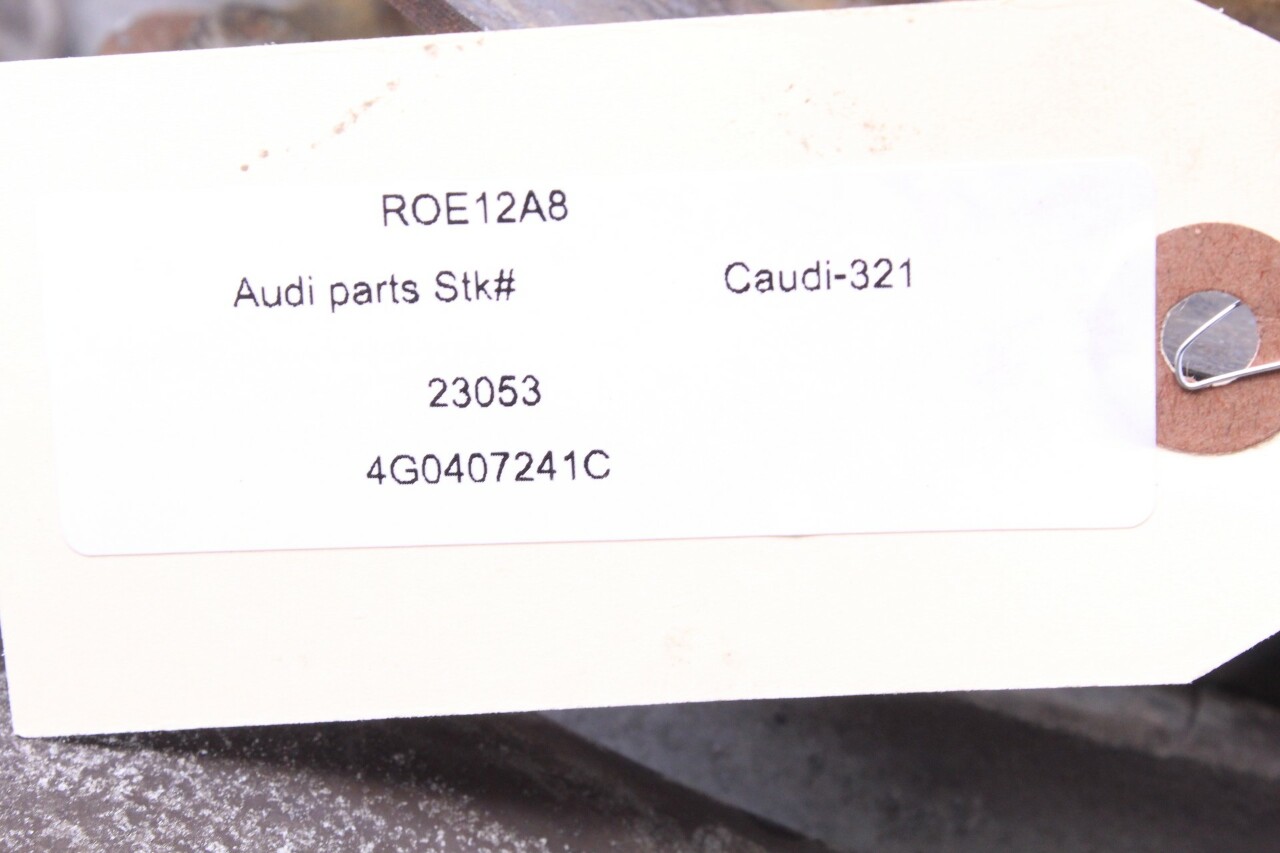 ROE12A8
Audi parts Stk# Caudi-321
23053
4G0407241C